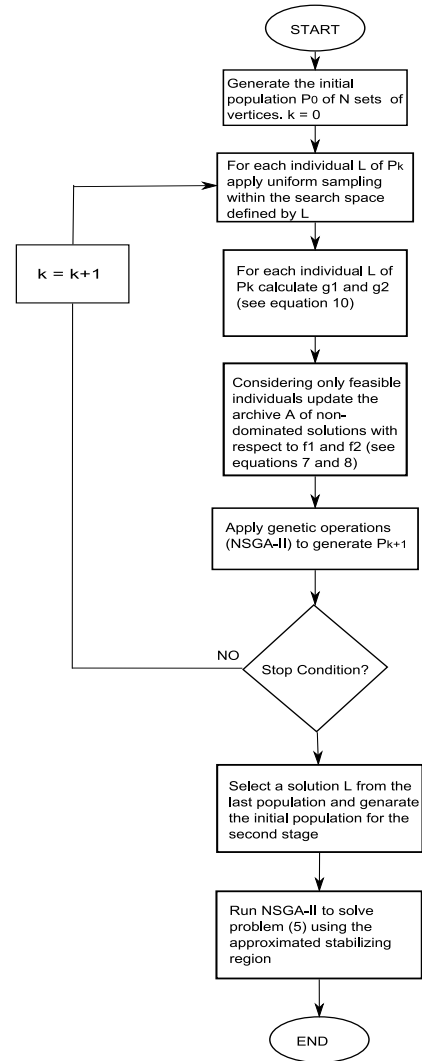 START
Generate the initial
population P0 of N sets of
vertices. k = 0
For each individual L of Pk
apply uniform sampling
within the search space
defined by L
k = k+1
For each individual L of
Pk calculate g1 and g2
(see equation 10)
Considering only feasible
individuals update the
archive A of non-
dominated solutions with
respect to f1 and f2 (see
equations 7 and 8)
Apply genetic operations
(NSGA-II) to generate Pk+1
NO
Stop Condition?
Select a solution L from the
last population and genarate
the initial population for the
second stage
Run NSGA-II to solve
problem (5) using the
approximated stabilizing
region
END